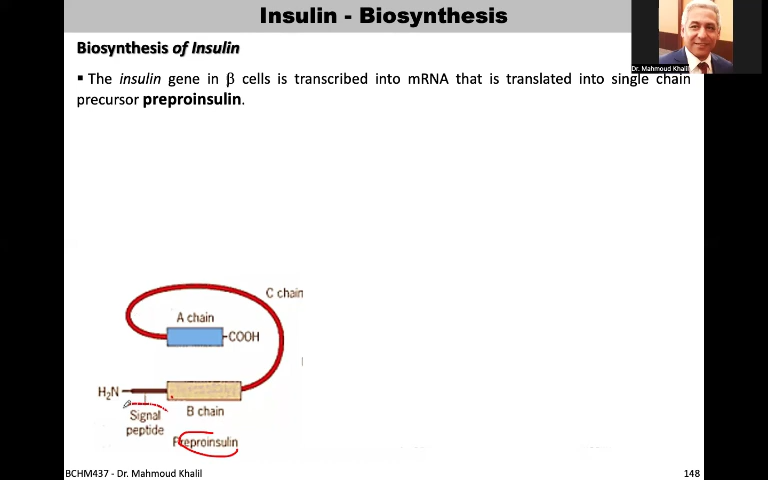 Insulin - Biosynthesis
Dr. Mahmoud Khalil
Biosynthesis of Insulin
▪ The insulin gene in β cells is transcribed into mRNA that is translated into single chain
precursor preproinsulin.
C chain
A chain
-COOH
H₂N
B chain
Signal
peptide
Preproinsulin
BCHM437 - Dr. Mahmoud Khalil
148